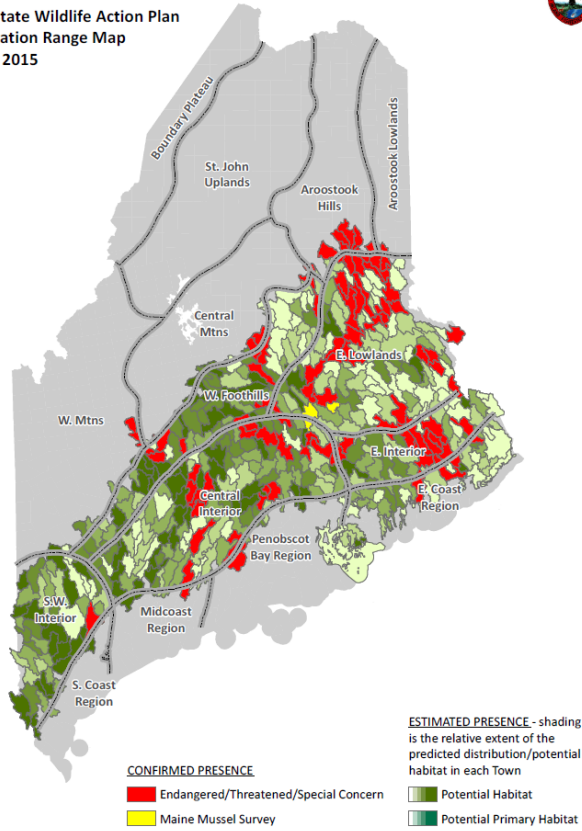 tate Wildlife Action Plan
ation Range Map
2015
Boundary Plateau
St. John
Uplands
Aroostook
Hills
Aroostook Lowlands
Central
Mtns
E. Lowlands
W. Foothills
W. Mtns
E. Interior
Central
Interior
E. Coast
Region
Penobscot
Bay Region
S.W.
Interior
Midcoast
Region
S. Coast
Region
CONFIRMED PRESENCE
Endangered/Threatened/Special Concern
Maine Mussel Survey
ESTIMATED PRESENCE - shading
is the relative extent of the
predicted distribution/potential
habitat in each Town
Potential Habitat
Potential Primary Habitat